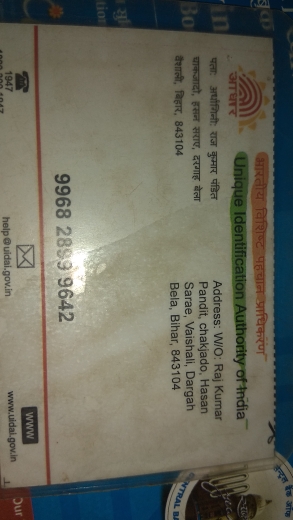 आधार
भारतीय विशिष्ट पहचान प्राधिकरण
Unique Identification Authority of India
पता: अर्धांगिनी: राज कुमार पंडित
चाकजादो, हसन सराए, दरगाह बेला
वैशाली, बिहार, 843104
Address: W/O: Raj Kumar
Pandit, chakjado, Hasan
Sarae, Vaishali, Dargah
Bela, Bihar, 843104
9968 2899 9642
1947
help@uidai.gov.in
www
www.uidai.gov.in